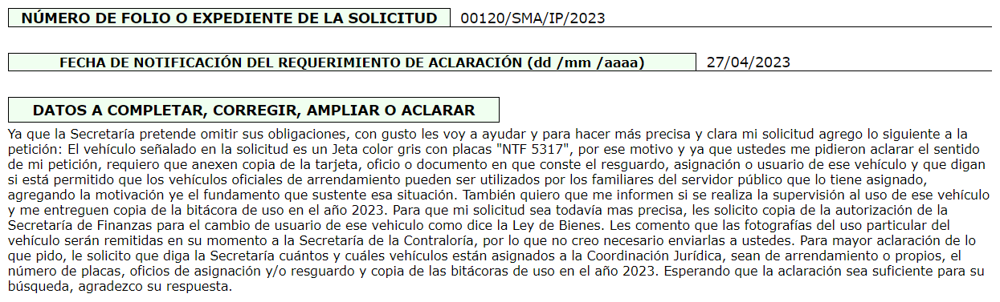 NÚMERO DE FOLIO O EXPEDIENTE DE LA SOLICITUD 00120/SMA/IP/2023
FECHA DE NOTIFICACIÓN DEL REQUERIMIENTO DE ACLARACIÓN (dd /mm /aaaa) 27/04/2023
DATOS A COMPLETAR, CORREGIR, AMPLIAR O ACLARAR
Ya que la Secretaría pretende omitir sus obligaciones, con gusto les voy a ayudar y para hacer más precisa y clara mi solicitud agrego lo siguiente a la
petición: El vehículo señalado en la solicitud es un Jeta color gris con placas "NTF 5317", por ese motivo y ya que ustedes me pidieron aclarar el sentido
de mi petición, requiero que anexen copia de la tarjeta, oficio o documento en que conste el resguardo, asignación o usuario de ese vehículo y que digan
si está permitido que los vehículos oficiales de arrendamiento pueden ser utilizados por los familiares del servidor público que lo tiene asignado,
agregando la motivación ye el fundamento que sustente esa situación. También quiero que me informen si se realiza la supervisión al uso de ese vehículo
y me entreguen copia de la bitácora de uso en el año 2023. Para que mi solicitud sea todavía mas precisa, les solicito copia de la autorización de la
Secretaría de Finanzas para el cambio de usuario de ese vehiculo como dice la Ley de Bienes. Les comento que las fotografías del uso particular del
vehículo serán remitidas en su momento a la Secretaría de la Contraloría, por lo que no creo necesario enviarlas a ustedes. Para mayor aclaración de lo
que pido, le solicito que diga la Secretaría cuántos y cuáles vehículos están asignados a la Coordinación Jurídica, sean de arrendamiento o propios, el
número de placas, oficios de asignación y/o resguardo y copia de las bitácoras de uso en el año 2023. Esperando que la aclaración sea suficiente para su
búsqueda, agradezco su respuesta.